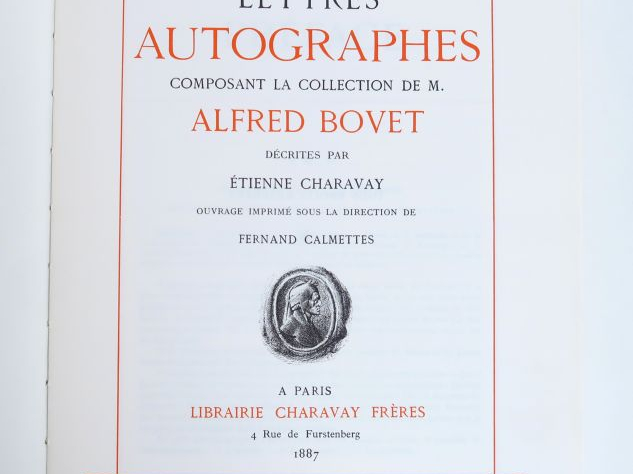 LETTRES
AUTOGRAPHES
COMPOSANT LA COLLECTION DE M.
ALFRED BOVET
DÉCRITES PAR
ÉTIENNE CHARAVAY
OUVRAGE IMPRIMÉ SOUS LA DIRECTION DE
FERNAND CALMETTES
A PARIS
LIBRAIRIE CHARAVAY FRÈRES
4 Rue de Furstenberg
1887